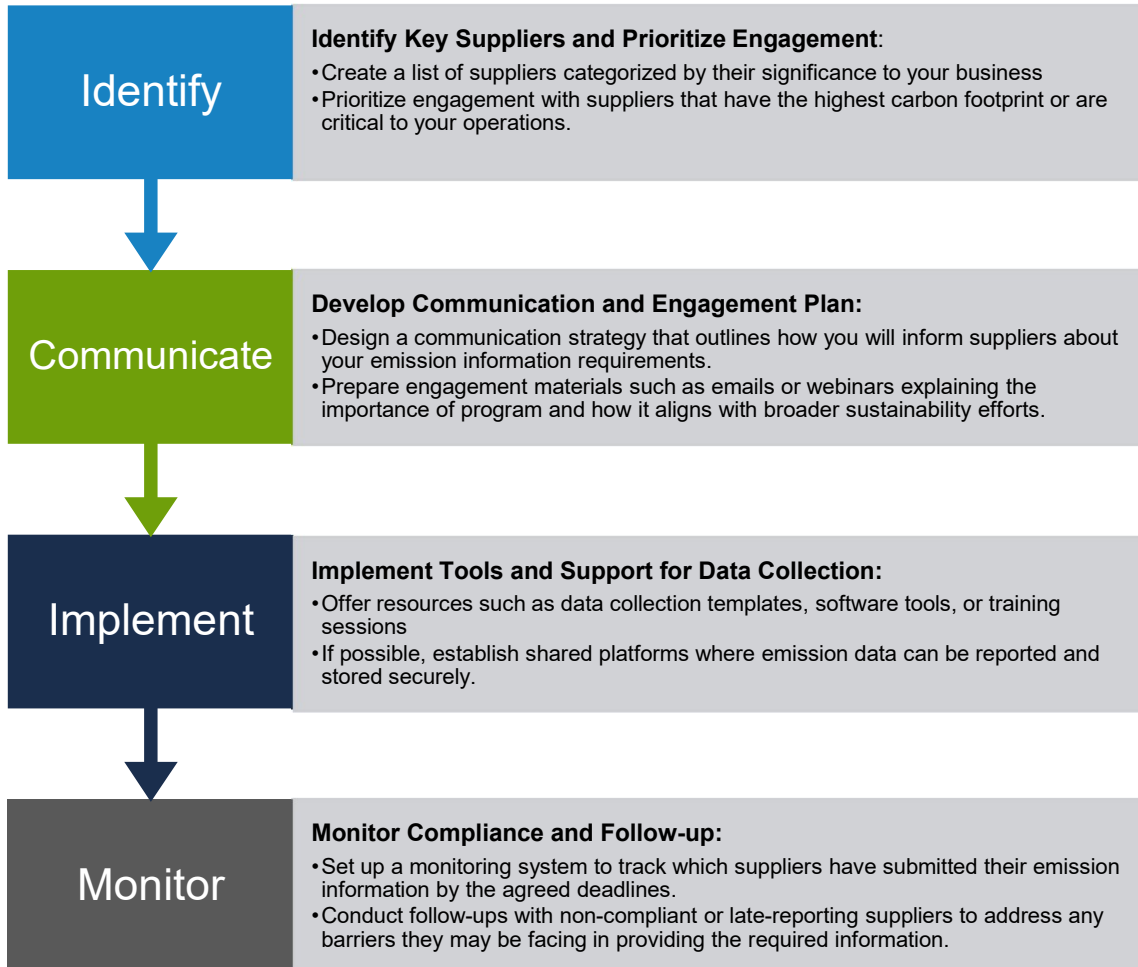 Identify
Identify Key Suppliers and Prioritize Engagement:
•Create a list of suppliers categorized by their significance to your business
•Prioritize engagement with suppliers that have the highest carbon footprint or are
critical to your operations.
Communicate
Develop Communication and Engagement Plan:
•Design a communication strategy that outlines how you will inform suppliers about
your emission information requirements.
•Prepare engagement materials such as emails or webinars explaining the
importance of program and how it aligns with broader sustainability efforts.
Implement
Implement Tools and Support for Data Collection:
•Offer resources such as data collection templates, software tools, or training
sessions
•If possible, establish shared platforms where emission data can be reported and
stored securely.
Monitor
Monitor Compliance and Follow-up:
•Set up a monitoring system to track which suppliers have submitted their emission
information by the agreed deadlines.
•Conduct follow-ups with non-compliant or late-reporting suppliers to address any
barriers they may be facing in providing the required information.